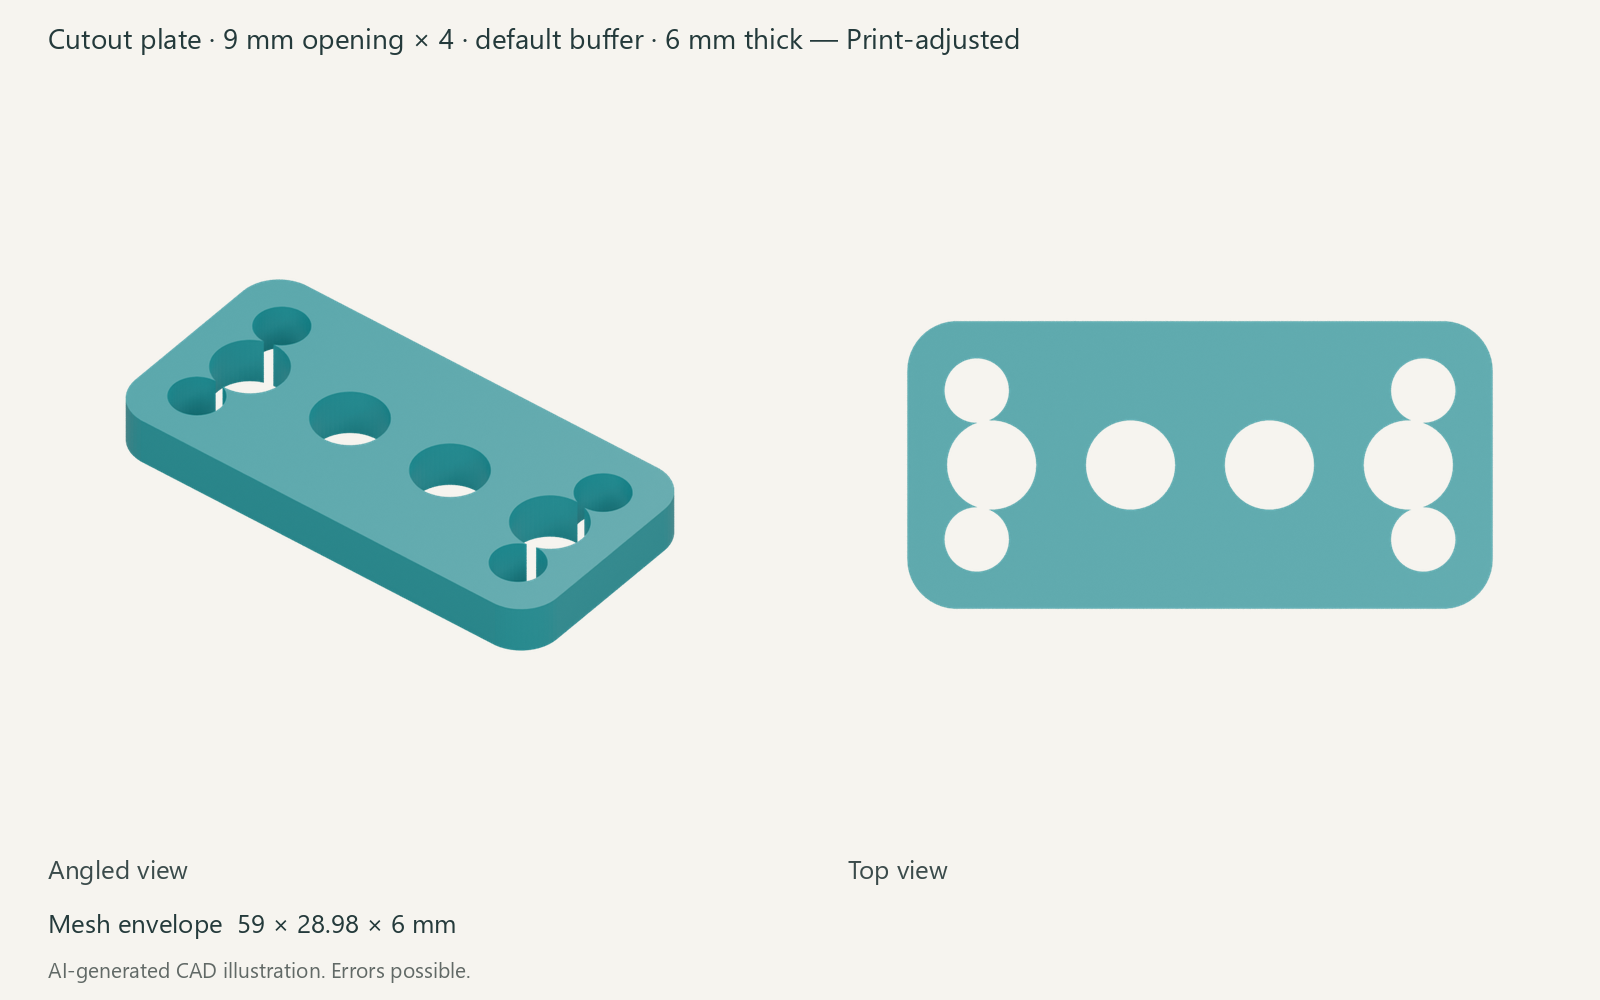 Cutout plate · 9 mm opening × 4 · default buffer · 6 mm thick — Print-adjusted
Angled view
Top view
Mesh envelope 59 × 28.98 × 6 mm
AI-generated CAD illustration. Errors possible.